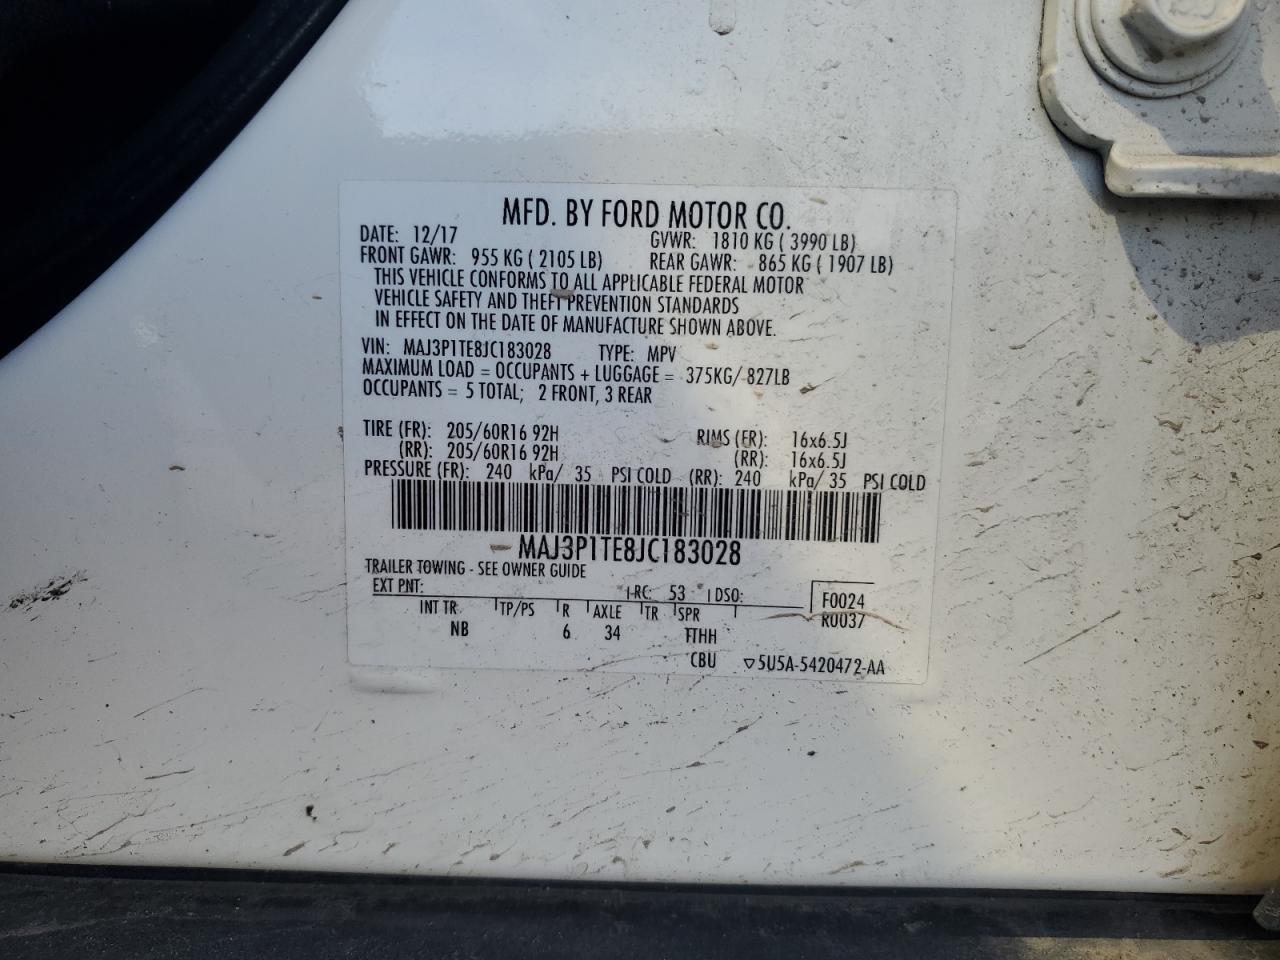 MFD. BY FORD MOTOR CO.
DATE: 12/17 GVWR: 1810 KG ( 3990 LB)
FRONT GAWR: 955 KG ( 2105 LB) REAR GAWR: 865 KG ( 1907 LB)
THIS VEHICLE CONFORMS TO ALL APPLICABLE FEDERAL MOTOR
VEHICLE SAFETY AND THEFT PREVENTION STANDARDS
IN EFFECT ON THE DATE OF MANUFACTURE SHOWN ABOVE.
VIN: MAJ3P1TE8JC183028 TYPE: MPV
MAXIMUM LOAD = OCCUPANTS + LUGGAGE = 375KG/ 827LB
OCCUPANTS = 5 TOTAL; 2 FRONT, 3 REAR
TIRE (FR): 205/60R16 92H RIMS (FR): 16x6.5J
(RR): 205/60R16 92H (RR): 16x6.5J
PRESSURE (FR): 240 kPa/ 35 PSI COLD (RR): 240 kPa/ 35 PSI COLD
MAJ3P1TE8JC183028
TRAILER TOWING - SEE OWNER GUIDE
EXT PNT: RC: 53 DSO: F0024
INT TR TP/PS R AXLE TR SPR R0037
NB 6 34 TTHH
CBU ▽5U5A-5420472-AA